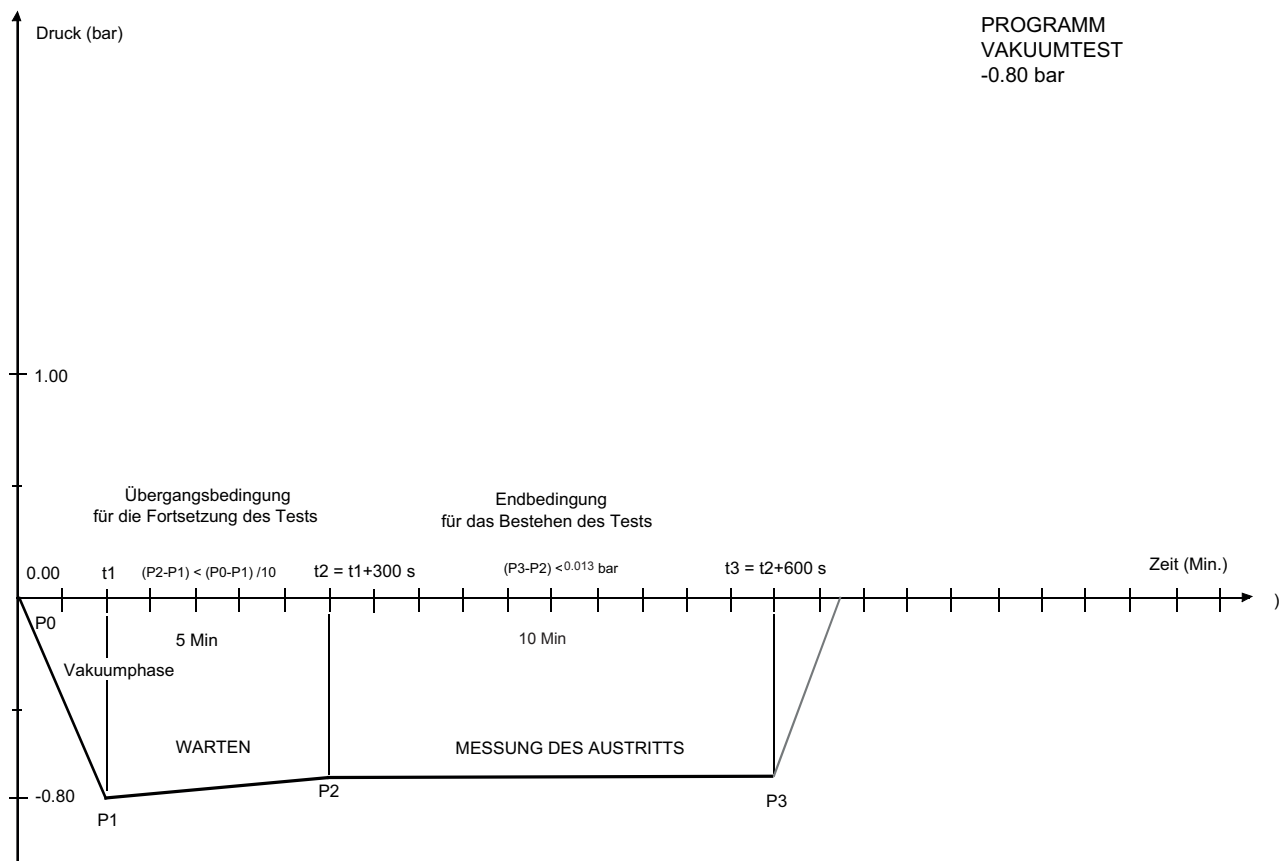 Druck (bar)
PROGRAMM
VAKUUMTEST
-0.80 bar
1.00
Übergangsbedingung
für die Fortsetzung des Tests
Endbedingung
für das Bestehen des Tests
0.00
t1
(P2-P1) < (P0-P1) /10
t2 = t1+300 s
(P3-P2) <0.013 bar
t3 = t2+600 s
Zeit (Min.)
)
P0
5 Min
10 Min
Vakuumphase
WARTEN
MESSUNG DES AUSTRITTS
-0.80
P1
P2
P3